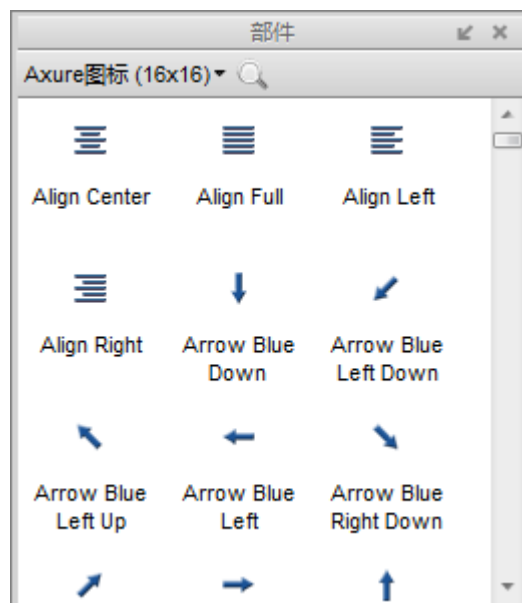 部件
Axure图标 (16x16)
Align Center Align Full Align Left
Align Right Arrow Blue Arrow Blue
Down Left Down
Arrow Blue Arrow Blue Arrow Blue
Left Up Left Right Down